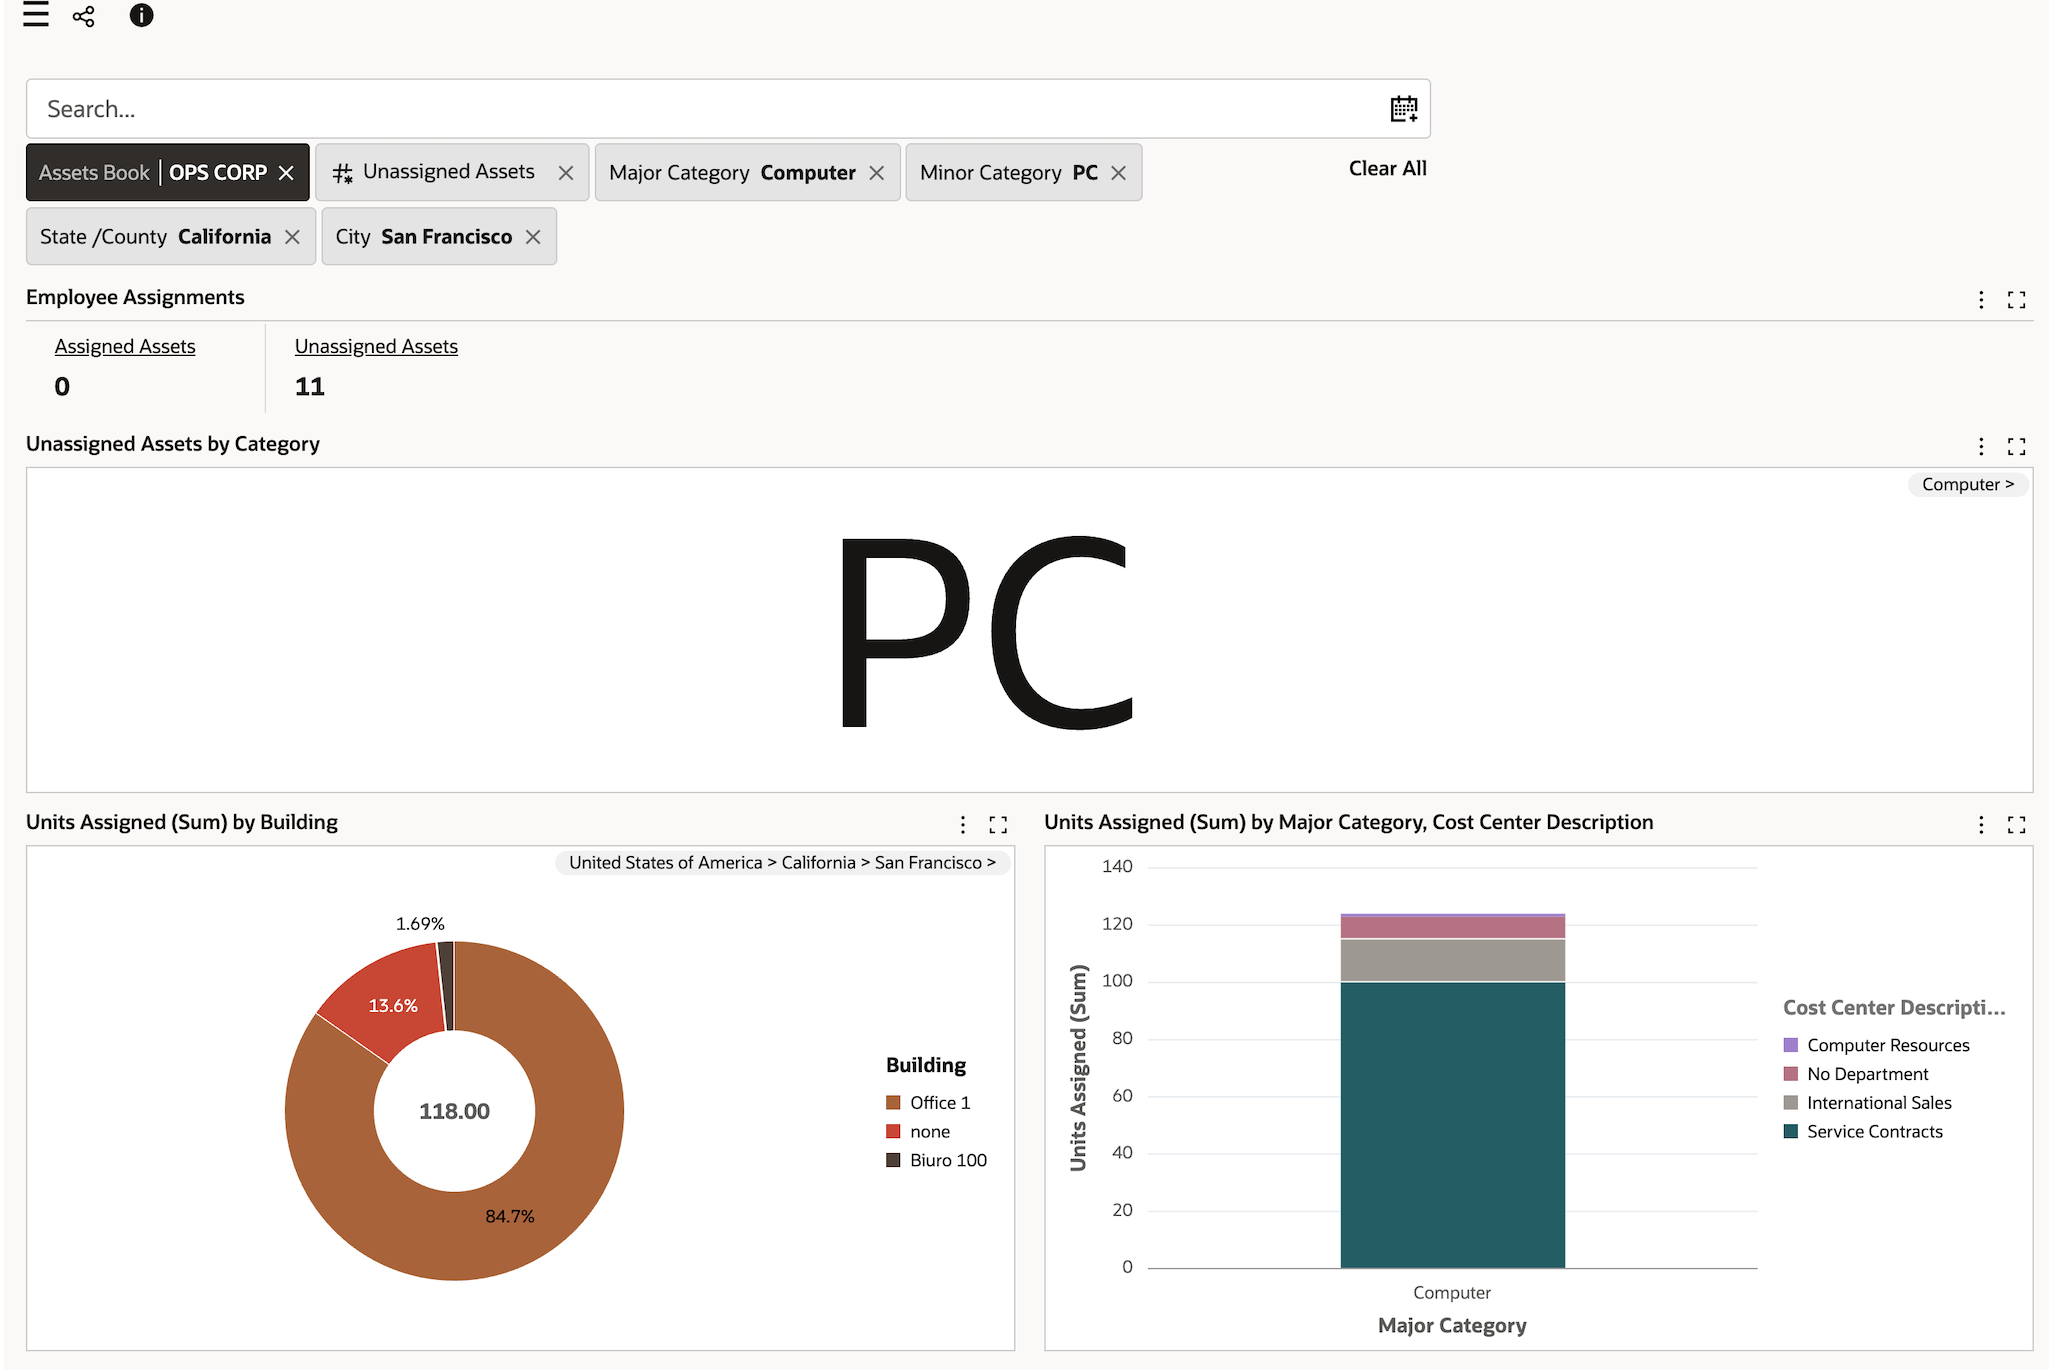 Search...
Assets Book | OPS CORP
Unassigned Assets
Major Category Computer
Minor Category PC
Clear All
State /County California
City San Francisco
Employee Assignments
Assigned Assets
Unassigned Assets
0
11
Unassigned Assets by Category
Computer >
PC
Units Assigned (Sum) by Building
United States of America > California > San Francisco >
1.69%
13.6%
118.00
84.7%
Building
Office 1
none
Biuro 100
Units Assigned (Sum) by Major Category, Cost Center Description
140
120
100
80
60
40
20
0
Units Assigned (Sum)
Computer
Major Category
Cost Center Descripti...
Computer Resources
No Department
International Sales
Service Contracts